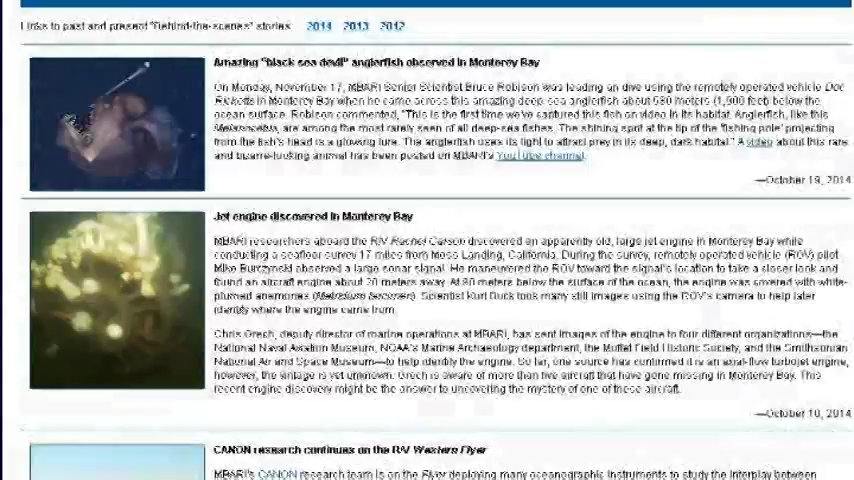 Links to past and present "Behind-the-scenes" stories: 2014 2013 2012
Amazing "black sea devil" anglerfish observed in Monterey Bay
On Monday, November 17, MBARI Senior Scientist Bruce Robison was leading an dive using the remotely operated vehicle Doc
Ricketts in Monterey Bay when he came across this amazing deep-sea anglerfish about 580 meters (1,900 feet) below the
ocean surface. Robison commented, "This is the first time we've captured this fish on video in its habitat. Anglerfish, like this
Melanocetus, are among the most rarely seen of all deep-sea fishes. The shining spot at the tip of the 'fishing pole' projecting
from the fish's head is a glowing lure. The anglerfish uses its light to attract prey in its deep, dark habitat." A video about this rare
and bizarre-looking animal has been posted on MBARI's YouTube channel.
—October 19, 2014
Jet engine discovered in Monterey Bay
MBARI researchers aboard the R/V Rachel Carson discovered an apparently old, large jet engine in Monterey Bay while
conducting a seafloor survey 17 miles from Moss Landing, California. During the survey, remotely operated vehicle (ROV) pilot
Mike Burczynski observed a large sonar signal. He maneuvered the ROV toward the signal's location to take a closer look and
found an aircraft engine about 20 meters away. At 90 meters below the surface of the ocean, the engine was covered with white-
plumed anemones (Metridium farcimen). Scientist Kurt Buck took many still images using the ROV's camera to help later
identify where the engine came from.
Chris Grech, deputy director of marine operations at MBARI, has sent images of the engine to four different organizations—the
National Naval Aviation Museum, NOAA's Marine Archaeology department, the Moffet Field Historic Society, and the Smithsonian
National Air and Space Museum—to help identify the engine. So far, one source has confirmed it is an axial-flow turbojet engine,
however, the vintage is yet unknown. Grech is aware of more than five aircraft that have gone missing in Monterey Bay. This
recent engine discovery might be the answer to uncovering the mystery of one of those aircraft.
—October 10, 2014
CANON research continues on the R/V Western Flyer
MBARI's CANON research team is on the Flyer deploying many oceanographic instruments to study the interplay between